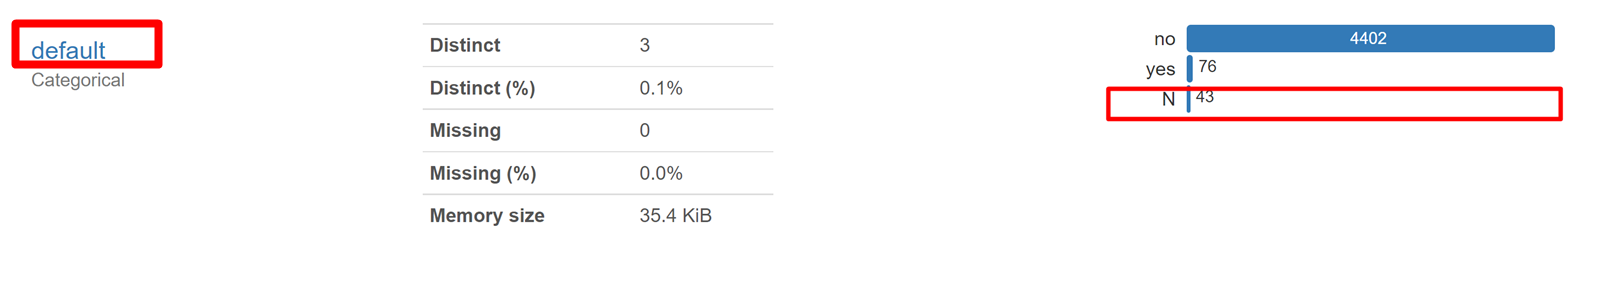 default
Categorical
Distinct 3
Distinct (%) 0.1%
Missing 0
Missing (%) 0.0%
Memory size 35.4 KiB
no 4402
yes 76
N 43